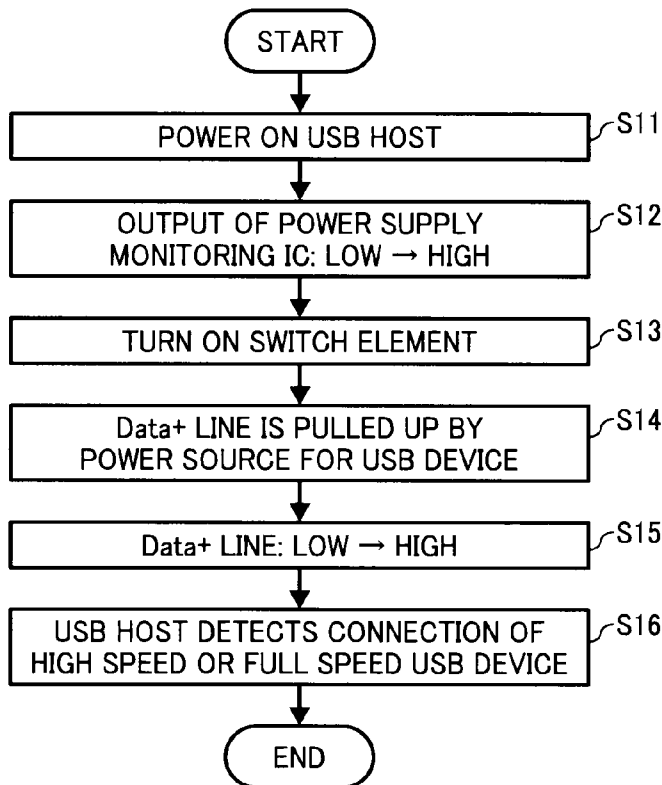 START
POWER ON USB HOST
S11
OUTPUT OF POWER SUPPLY
MONITORING IC: LOW → HIGH
S12
TURN ON SWITCH ELEMENT
S13
Data+ LINE IS PULLED UP BY
POWER SOURCE FOR USB DEVICE
S14
Data+ LINE: LOW → HIGH
S15
USB HOST DETECTS CONNECTION OF
HIGH SPEED OR FULL SPEED USB DEVICE
S16
END